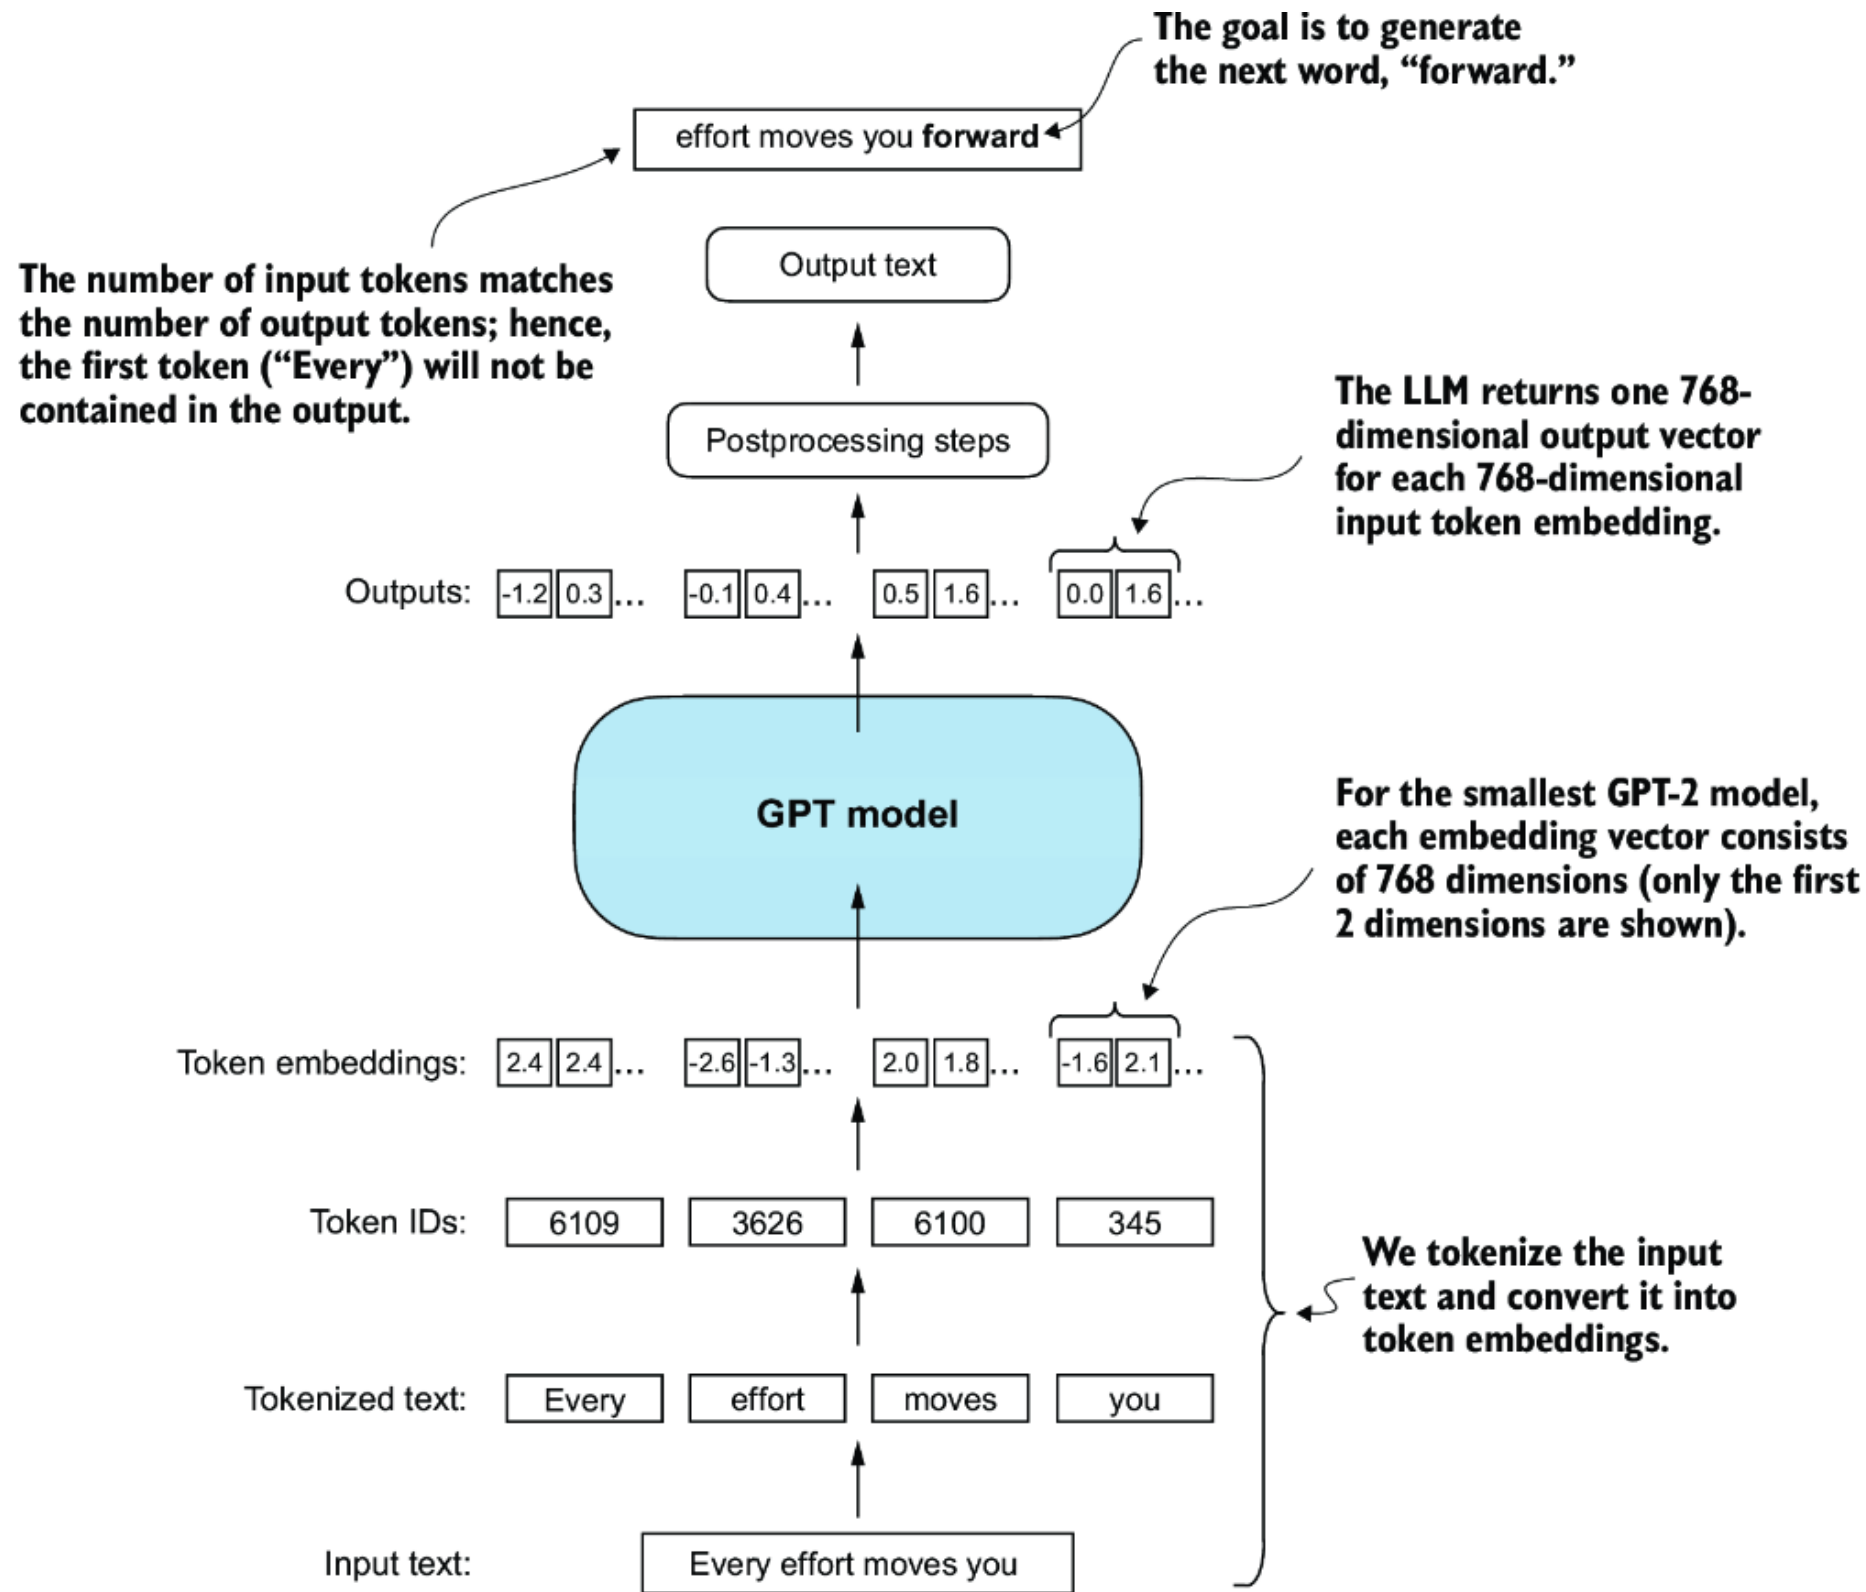 The goal is to generate
the next word, “forward.”
effort moves you forward
Output text
The number of input tokens matches
the number of output tokens; hence,
the first token (“Every”) will not be
contained in the output.
The LLM returns one 768-
dimensional output vector
for each 768-dimensional
input token embedding.
Postprocessing steps
Outputs: -1.2 0.3 ... -0.1 0.4 ... 0.5 1.6 ... 0.0 1.6 ...
GPT model
For the smallest GPT-2 model,
each embedding vector consists
of 768 dimensions (only the first
2 dimensions are shown).
Token embeddings: 2.4 2.4 ... -2.6 -1.3 ... 2.0 1.8 ... -1.6 2.1 ...
Token IDs: 6109 3626 6100 345
We tokenize the input
text and convert it into
token embeddings.
Tokenized text: Every effort moves you
Input text: Every effort moves you